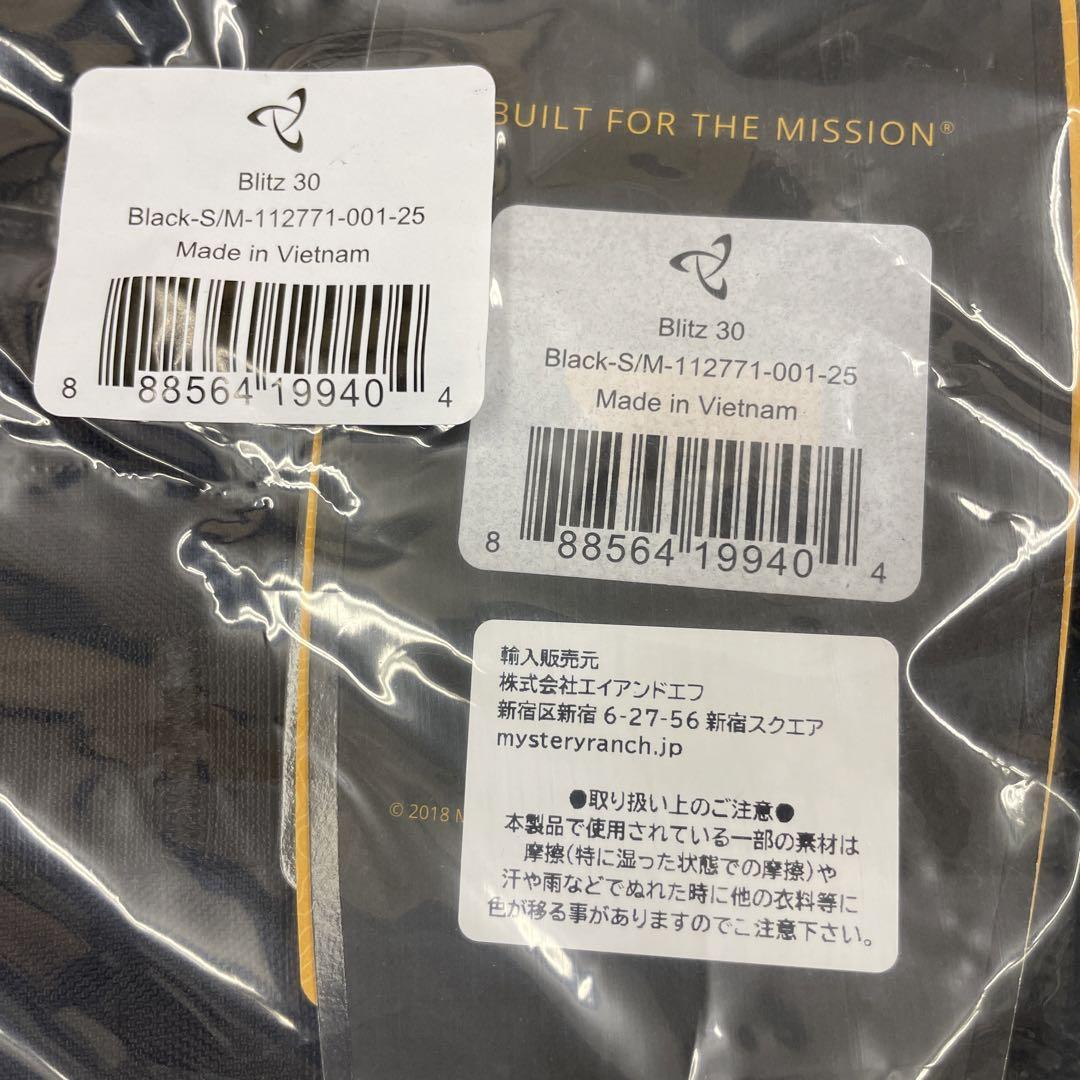 BUILT FOR THE MISSION®
Blitz 30
Black-S/M-112771-001-25
Made in Vietnam
8 88564 19940 4
Blitz 30
Black-S/M-112771-001-25
Made in Vietnam
8 88564 19940 4
輸入販売元
株式会社エイアンドエフ
新宿区新宿 6-27-56 新宿スクエア
mysteryranch.jp
●取り扱い上のご注意●
本製品で使用されている一部の素材は
摩擦(特に湿った状態での摩擦)や
汗や雨などでぬれた時に他の衣料等に
色が移る事がありますのでご注意下さい。
© 2018 M